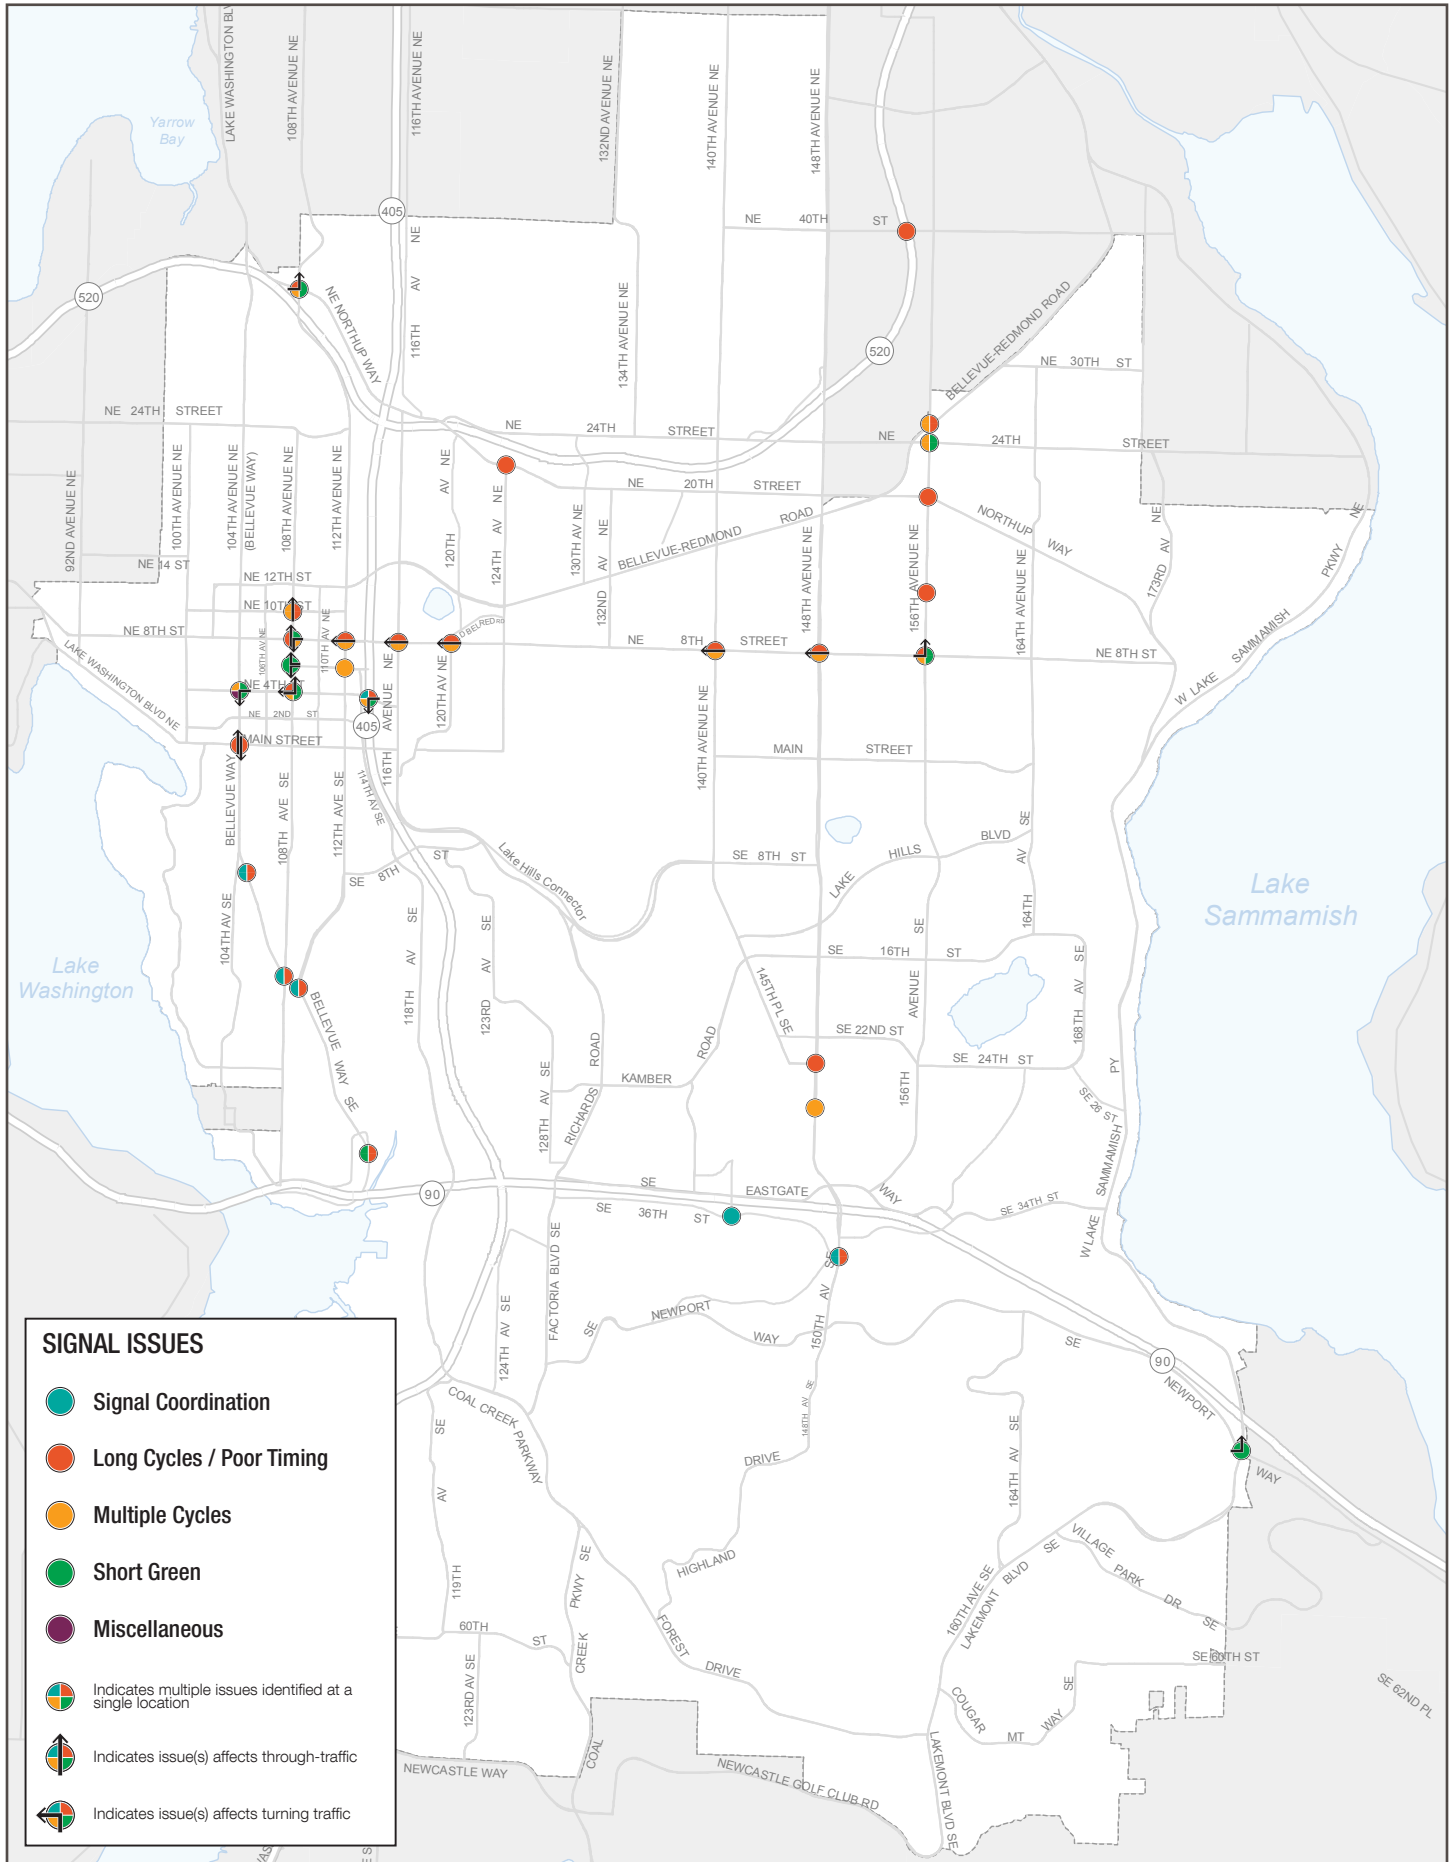 LAKE WASHINGTON BLV
108TH AVENUE NE
116TH AVENUE NE
132ND AVENUE NE
140TH AVENUE NE
148TH AVENUE NE
Yarrow
Bay
405
NE 40TH ST
116TH AV NE
520
NE NORTHUP WAY
134TH AVENUE NE
520
BELLEVUE-REDMOND ROAD
NE 30TH ST
NE 24TH STREET
NE 24TH STREET
NE 24TH STREET
92ND AVENUE NE
100TH AVENUE NE
104TH AVENUE NE
(BELLEVUE WAY)
108TH AVENUE NE
112TH AVENUE NE
120TH AV NE
124TH AV NE
130TH AV NE
132ND AV NE
NE 20TH STREET
BELLEVUE-REDMOND ROAD
148TH AVENUE NE
156TH AVENUE NE
NORTHUP WAY
164TH AVENUE NE
173RD AV NE
PKWY NE
W LAKE SAMMAMISH
NE 14 ST
NE 12TH ST
NE 10TH ST
NE 8TH ST
106TH AV NE
110TH AV NE
NE 8TH STREET
NE 8TH ST
NE 4TH ST
NE 2ND ST
MAIN STREET
LAKE WASHINGTON BLVD NE
405
116TH AVENUE NE
120TH AV NE
140TH AVENUE NE
MAIN STREET
BELLEVUE WAY
108TH AVE SE
112TH AVE SE
114TH AV SE
SE 8TH ST
Lake Hills Connector
SE 8TH ST
LAKE HILLS BLVD
164TH AV SE
Lake
Sammamish
104TH AV SE
118TH AV SE
123RD AV SE
SE 16TH ST
145TH PL SE
156TH AVENUE SE
168TH AV SE
Lake
Washington
BELLEVUE WAY SE
SE 22ND ST
SE 24TH ST
SE 26 ST
128TH AV SE
RICHARDS ROAD
KAMBER ROAD
W LAKE SAMMAMISH PY
90
SE EASTGATE WAY
SE 36TH ST
SE 34TH ST
FACTORIA BLVD SE
124TH AV SE
SE NEWPORT WAY
150TH AV SE
148TH AV SE
SE NEWPORT WAY
90
COAL CREEK PARKWAY
119TH AV SE
HIGHLAND DRIVE
164TH AV SE
160TH AVE SE
LAKEMONT BLVD SE
VILLAGE PARK DR SE
SE 60TH ST
SE 62ND PL
60TH ST
123RD AV SE
COAL CREEK PKWY SE
FOREST DRIVE
COUGAR MT WAY SE
LAKEMONT BLVD SE
NEWCASTLE WAY
NEWCASTLE GOLF CLUB RD
SIGNAL ISSUES
Signal Coordination
Long Cycles / Poor Timing
Multiple Cycles
Short Green
Miscellaneous
Indicates multiple issues identified at a
single location
Indicates issue(s) affects through-traffic
Indicates issue(s) affects turning traffic